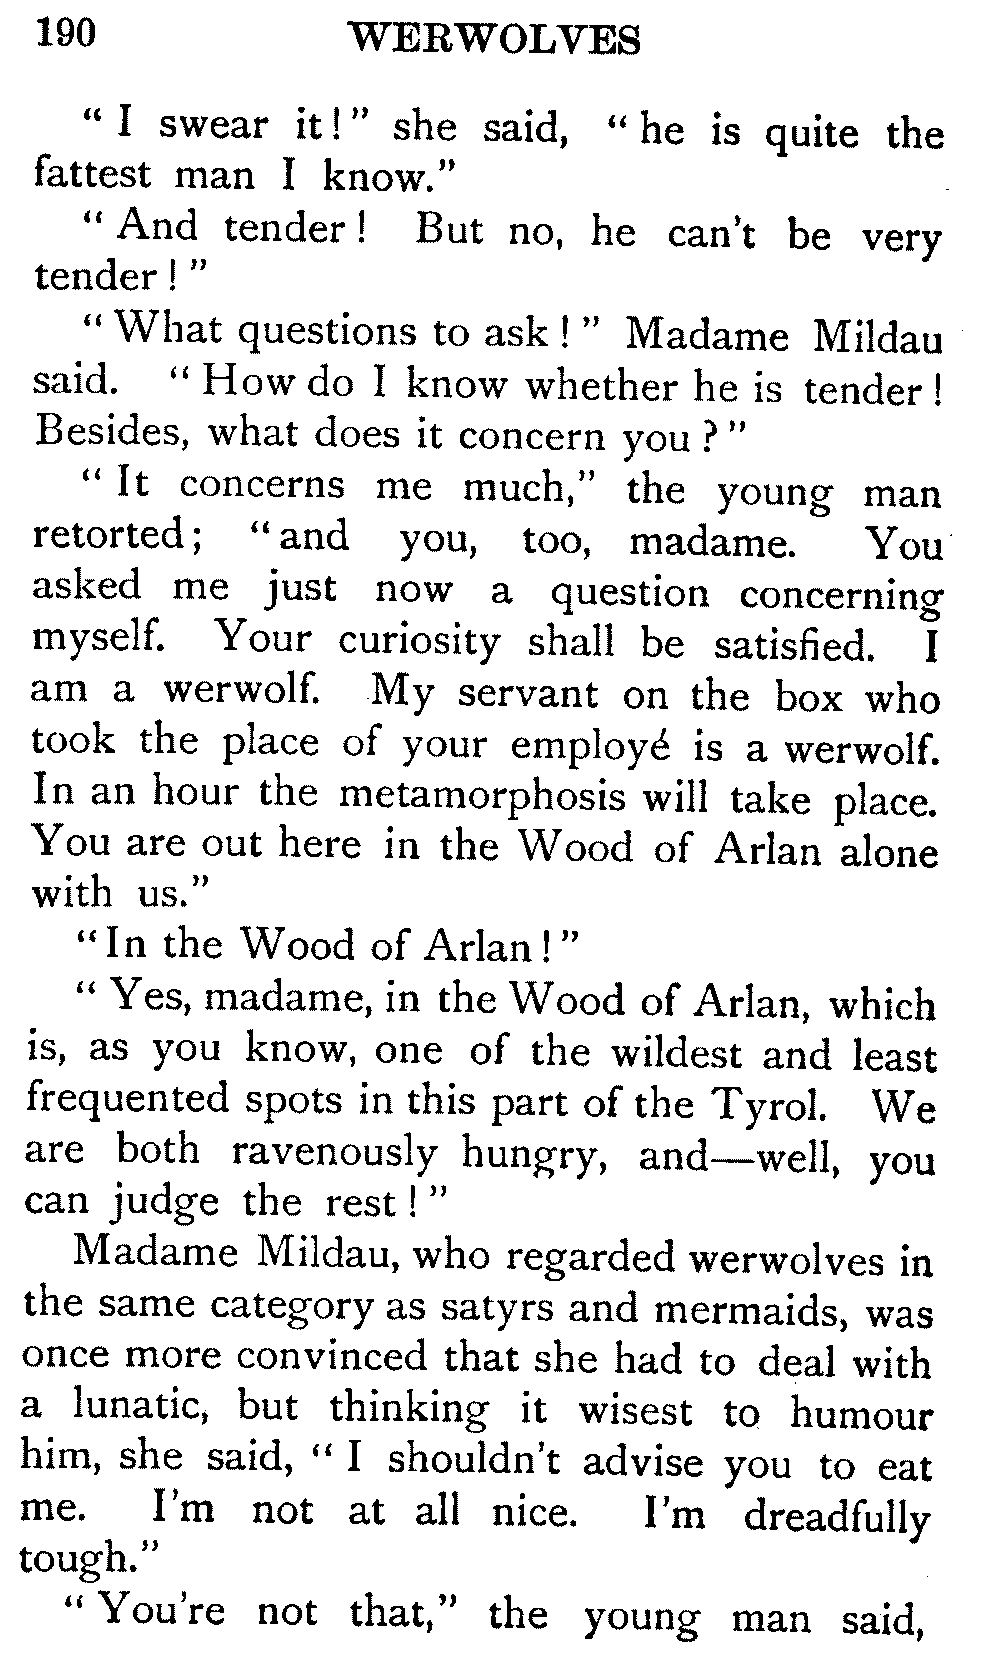 190 WERWOLVES
“ I swear it!” she said, “he is quite the
fattest man I know.”
“ And tender! But no, he can't be very
tender!”
“ What questions to ask!” Madame Mildau
said. “ How do I know whether he is tender!
Besides, what does it concern you?”
“ It concerns me much,” the young man
retorted; “and you, too, madame. You
asked me just now a question concerning
myself. Your curiosity shall be satisfied. I
am a werwolf. My servant on the box who
took the place of your employé is a werwolf.
In an hour the metamorphosis will take place.
You are out here in the Wood of Arlan alone
with us.”
“In the Wood of Arlan!”
“ Yes, madame, in the Wood of Arlan, which
is, as you know, one of the wildest and least
frequented spots in this part of the Tyrol. We
are both ravenously hungry, and—well, you
can judge the rest!”
Madame Mildau, who regarded werwolves in
the same category as satyrs and mermaids, was
once more convinced that she had to deal with
a lunatic, but thinking it wisest to humour
him, she said, “ I shouldn't advise you to eat
me. I'm not at all nice. I'm dreadfully
tough.”
“ You're not that,” the young man said,